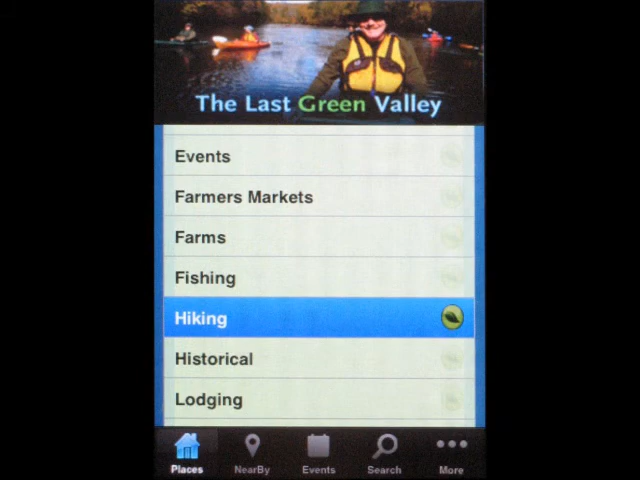 The Last Green Valley
Events
Farmers Markets
Farms
Fishing
Hiking
Historical
Lodging
Places
NearBy
Events
Search
More